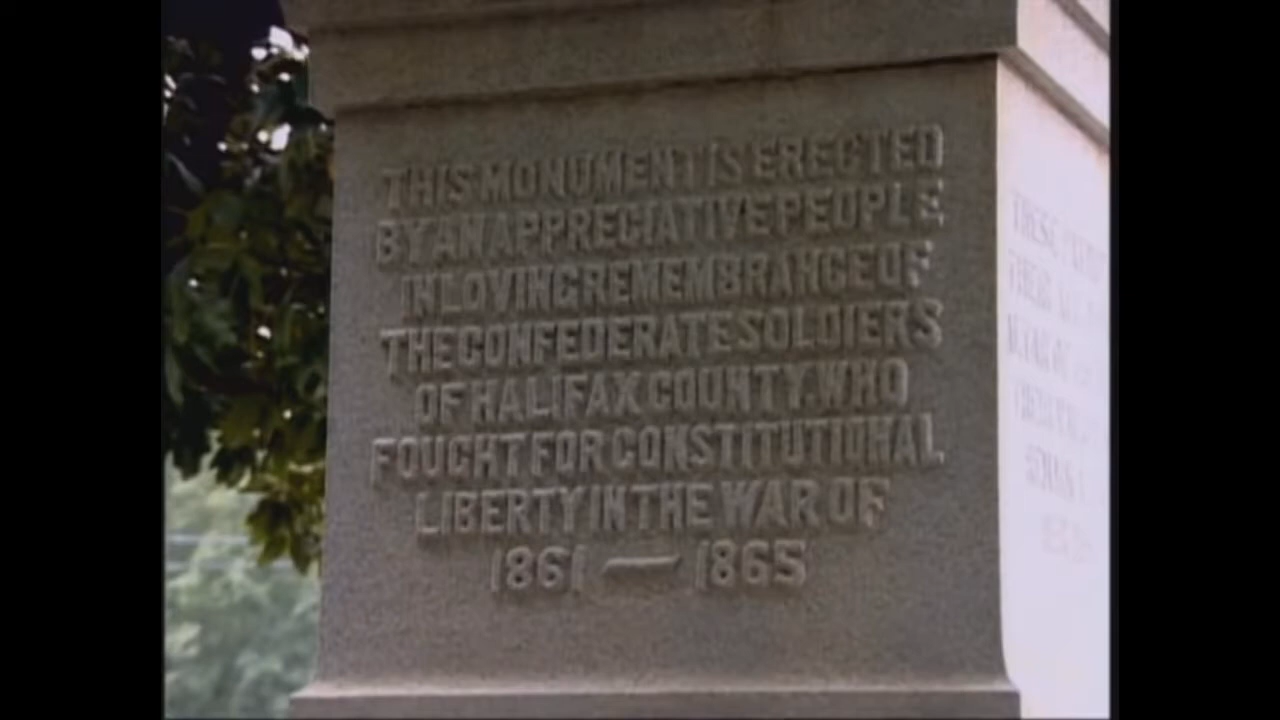 THIS MONUMENT IS ERECTED
BY AN APPRECIATIVE PEOPLE
IN LOVING REMEMBRANCE OF
THE CONFEDERATE SOLDIERS
OF HALIFAX COUNTY, WHO
FOUGHT FOR CONSTITUTIONAL
LIBERTY IN THE WAR OF
1861 — 1865